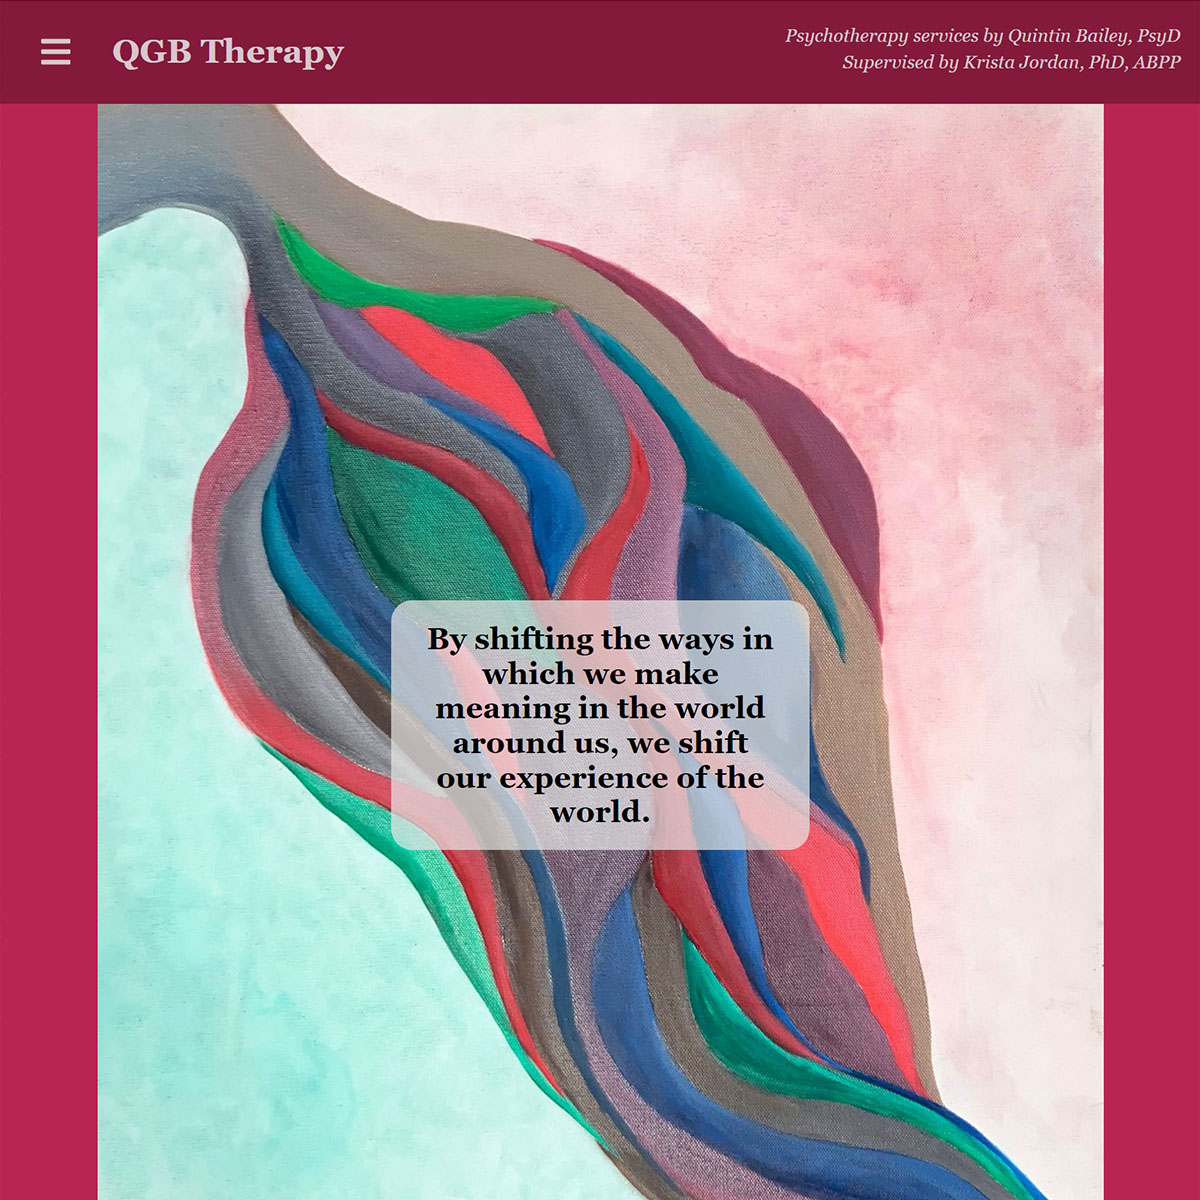 QGB Therapy
Psychotherapy services by Quintin Bailey, PsyD
Supervised by Krista Jordan, PhD, ABPP
By shifting the ways in
which we make
meaning in the world
around us, we shift
our experience of the
world.